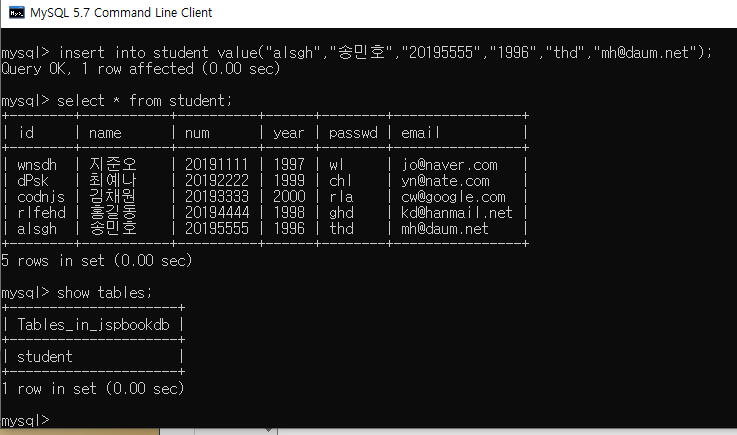 MySQL 5.7 Command Line Client
mysql> insert into student value("alsgh","송민호","20195555","1996","thd","mh@daum.net");
Query OK, 1 row affected (0.00 sec)
mysql> select * from student;
+--------+-----------+----------+------+--------+----------------+
| id | name | num | year | passwd | email |
+--------+-----------+----------+------+--------+----------------+
| wnsdh | 지준오 | 20191111 | 1997 | wl | jo@naver.com |
| dPsk | 최예나 | 20192222 | 1999 | chl | yn@nate.com |
| codnjs | 김채원 | 20193333 | 2000 | rla | cw@google.com |
| rlfehd | 홍길동 | 20194444 | 1998 | ghd | kd@hanmail.net |
| alsgh | 송민호 | 20195555 | 1996 | thd | mh@daum.net |
+--------+-----------+----------+------+--------+----------------+
5 rows in set (0.00 sec)
mysql> show tables;
+---------------------+
| Tables_in_jspbookdb |
+---------------------+
| student |
+---------------------+
1 row in set (0.00 sec)
mysql>